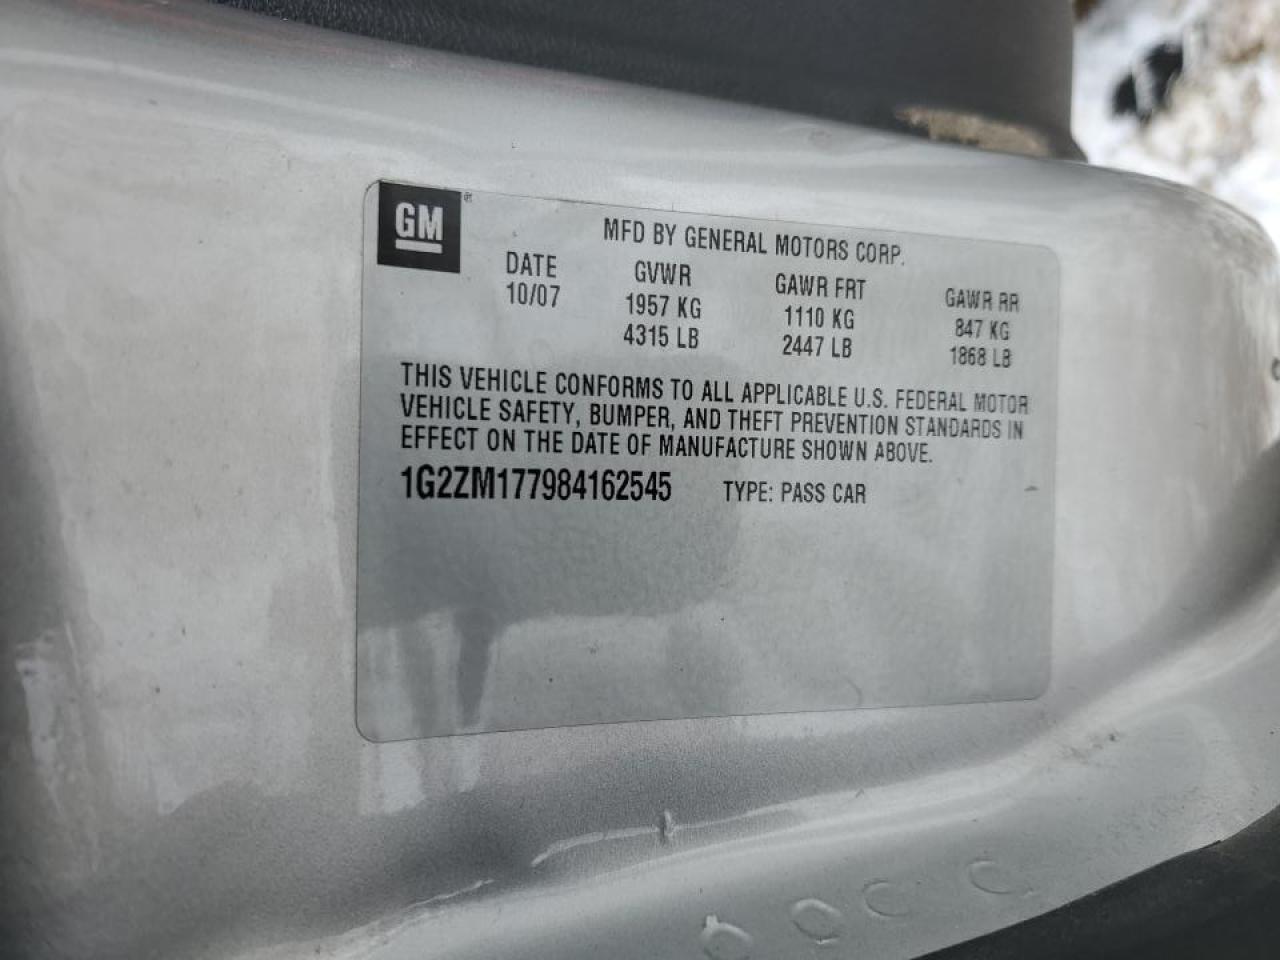 GM®
MFD BY GENERAL MOTORS CORP.
DATE GVWR GAWR FRT GAWR RR
10/07 1957 KG 1110 KG 847 KG
4315 LB 2447 LB 1868 LB
THIS VEHICLE CONFORMS TO ALL APPLICABLE U.S. FEDERAL MOTOR
VEHICLE SAFETY, BUMPER, AND THEFT PREVENTION STANDARDS IN
EFFECT ON THE DATE OF MANUFACTURE SHOWN ABOVE.
1G2ZM177984162545 TYPE: PASS CAR